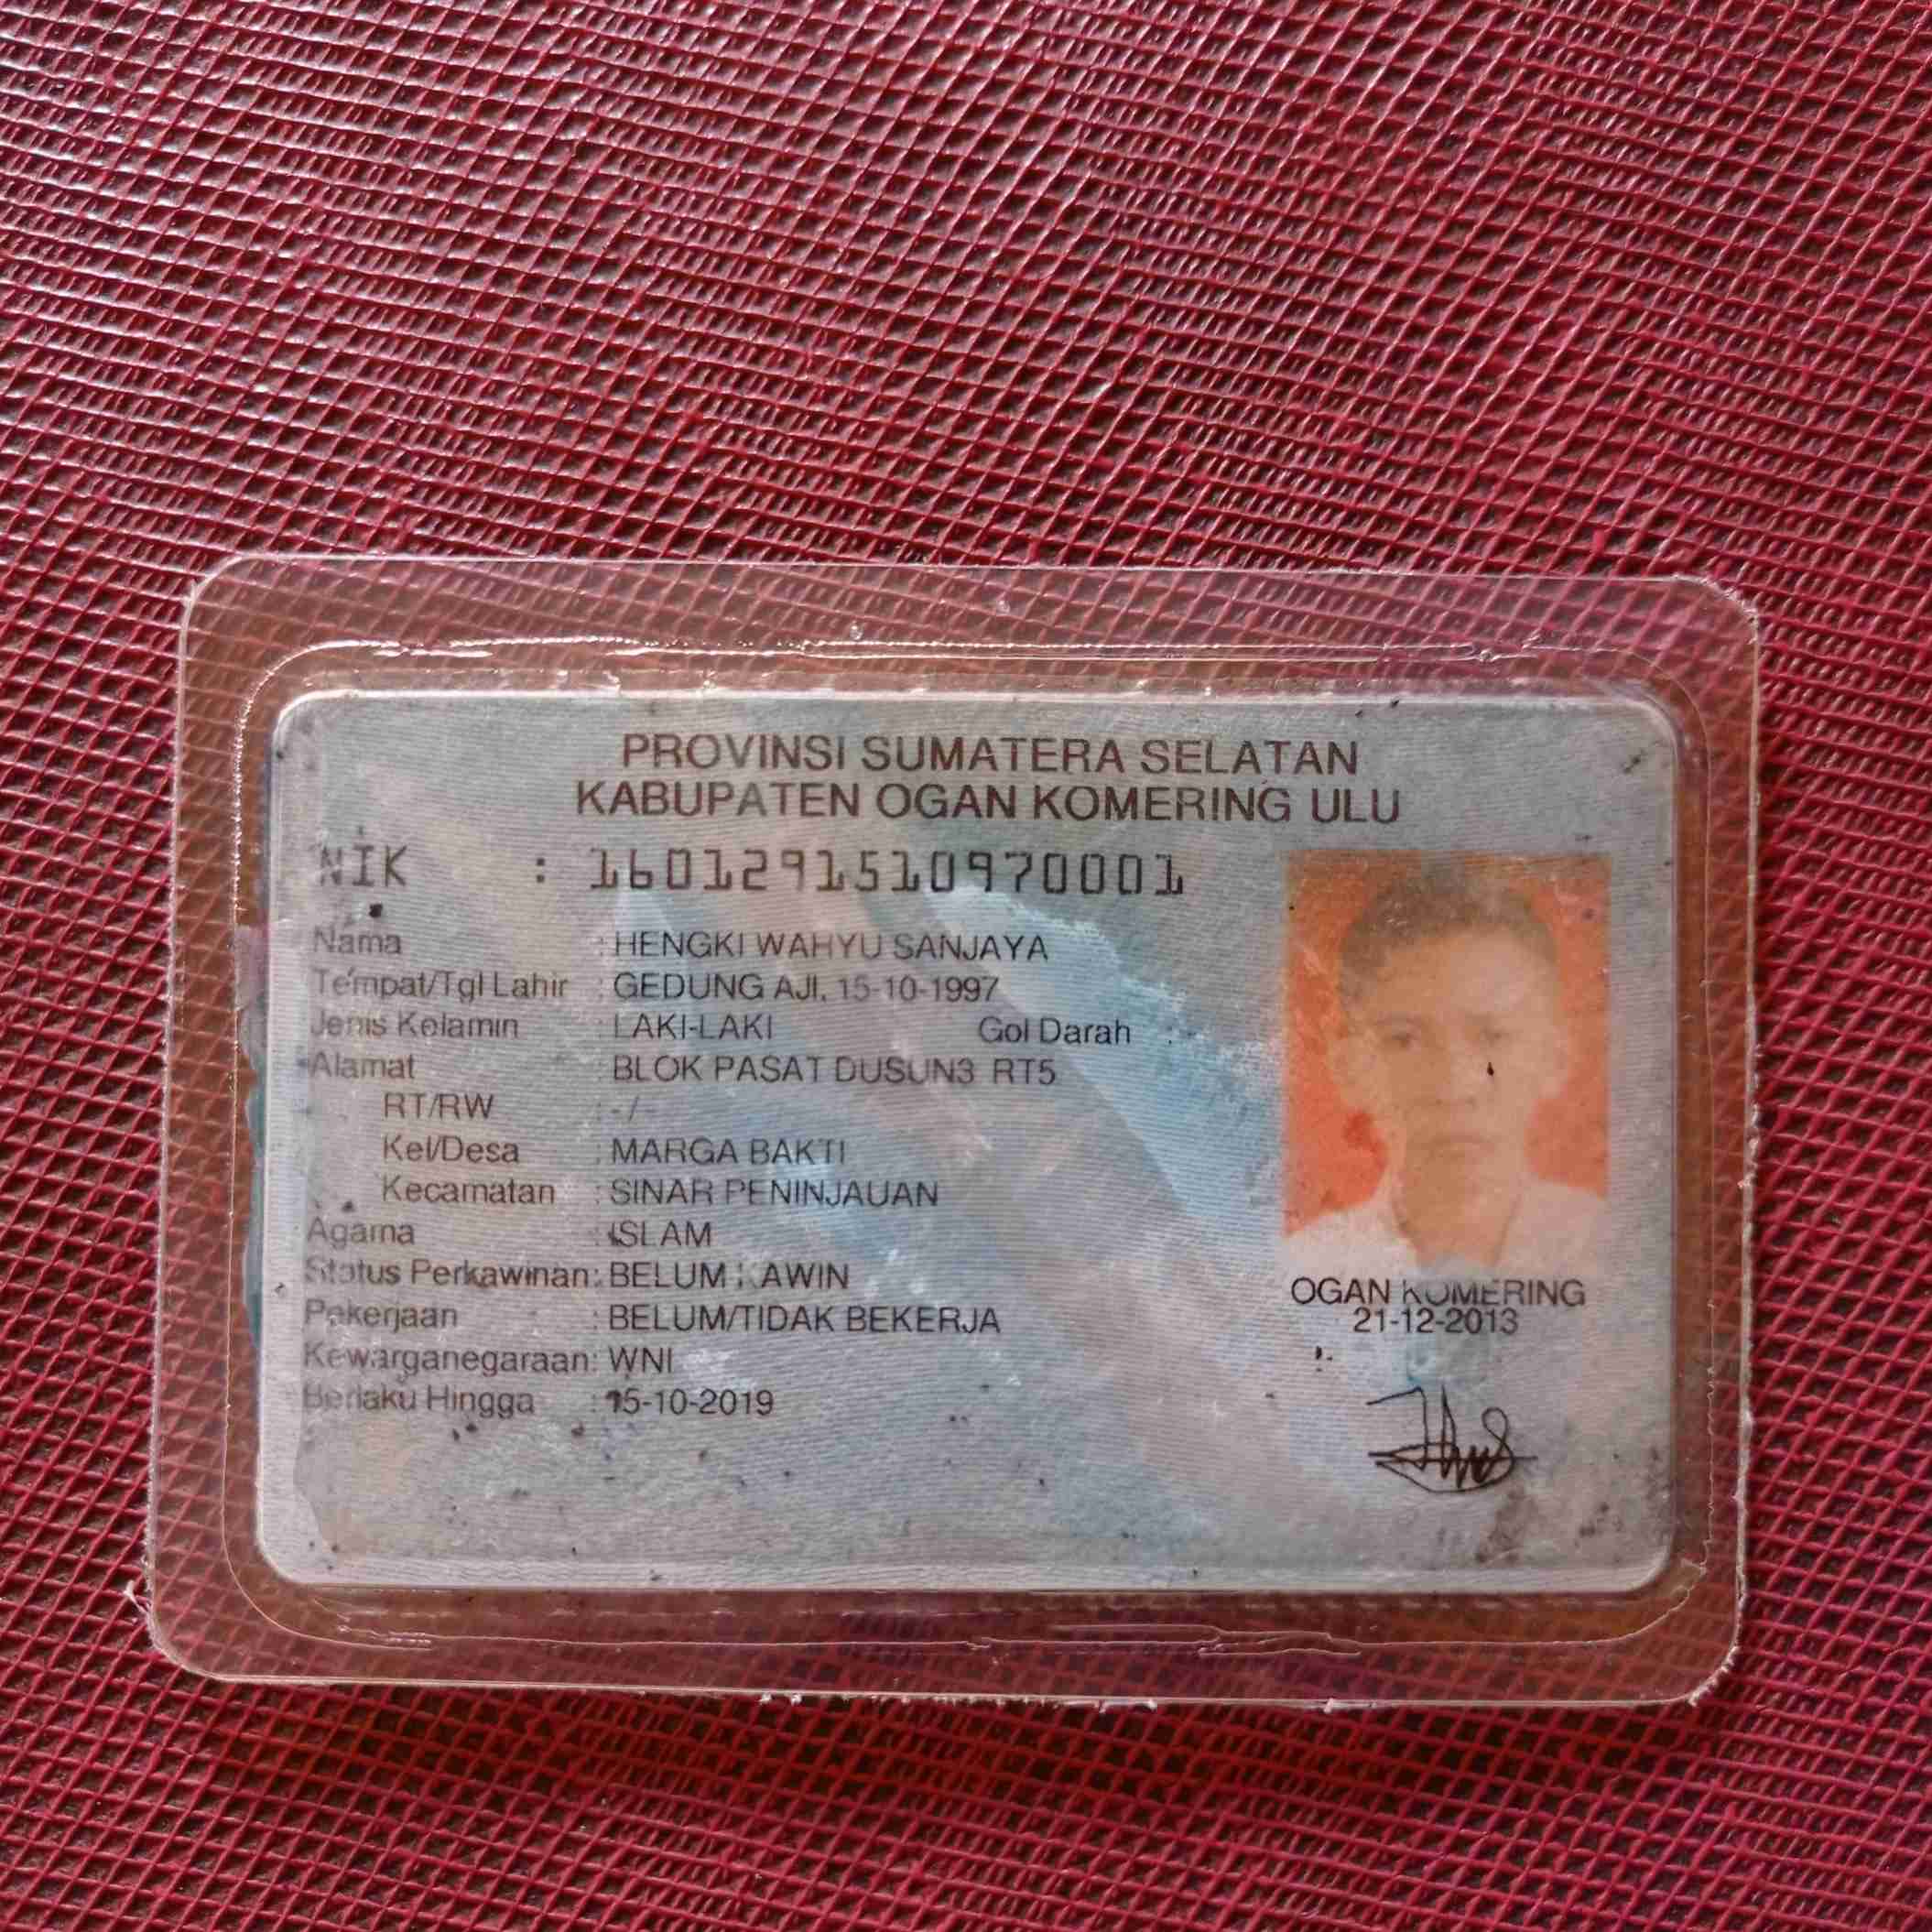 PROVINSI SUMATERA SELATAN
KABUPATEN OGAN KOMERING ULU
NIK : 1601291510970001
Nama : HENGKI WAHYU SANJAYA
Tempat/Tgl Lahir : GEDUNG AJI, 15-10-1997
Jenis Kelamin : LAKI-LAKI Gol Darah : -
Alamat : BLOK PASAT DUSUN3 RT5
RT/RW : -/-
Kel/Desa : MARGA BAKTI
Kecamatan : SINAR PENINJAUAN
Agama : ISLAM
Status Perkawinan: BELUM KAWIN
Pekerjaan : BELUM/TIDAK BEKERJA
Kewarganegaraan: WNI
Berlaku Hingga : 15-10-2019
OGAN KOMERING
21-12-2013